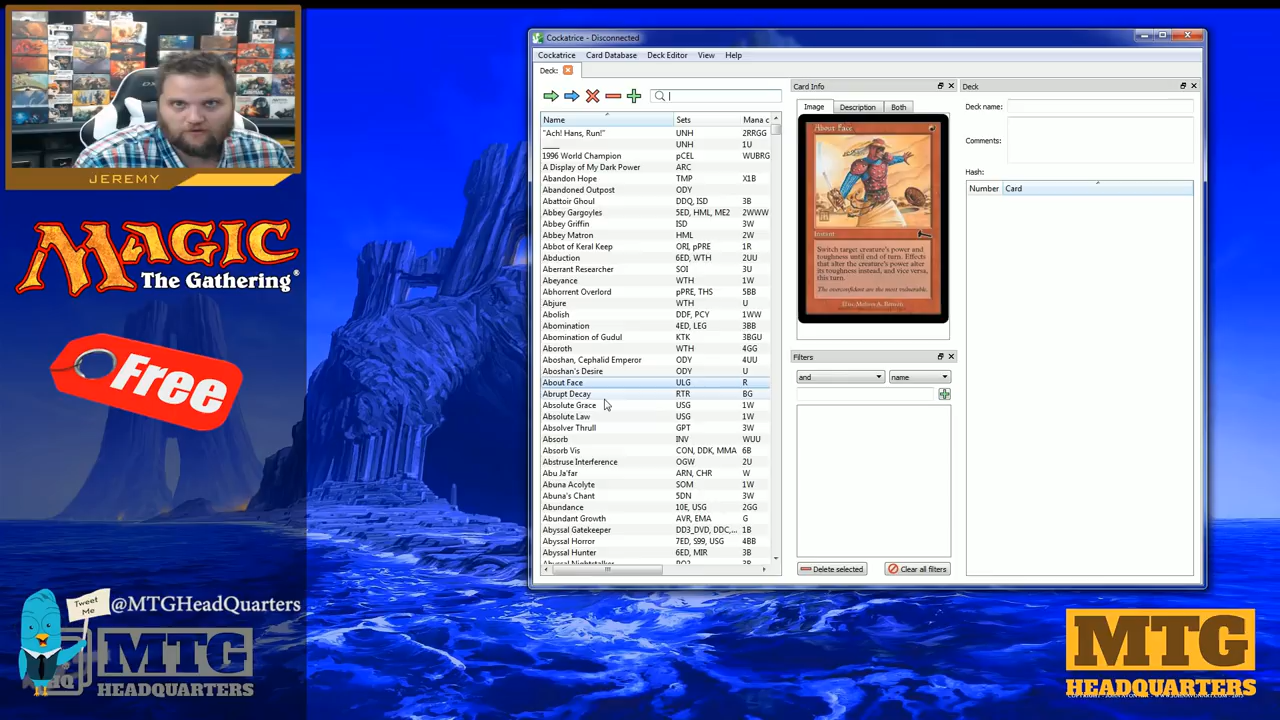 JEREMY
MAGIC
The Gathering®
Free
Tweet
Me
@MTGHeadQuarters
MTG
HEADQUARTERS
Cockatrice - Disconnected
Cockatrice Card Database Deck Editor View Help
Deck:
Name Sets Mana c
"Ach! Hans, Run!" UNH 2RRGG
_____ UNH 1U
1996 World Champion pCEL WUBRG
A Display of My Dark Power ARC
Abandon Hope TMP X1B
Abandoned Outpost ODY
Abattoir Ghoul DDQ, ISD 3B
Abbey Gargoyles 5ED, HML, ME2 2WWW
Abbey Griffin ISD 3W
Abbey Matron HML 2W
Abbot of Keral Keep ORI, pPRE 1R
Abduction 6ED, WTH 2UU
Aberrant Researcher SOI 3U
Abeyance WTH 1W
Abhorrent Overlord pPRE, THS 5BB
Abjure WTH U
Abolish DDF, PCY 1WW
Abomination 4ED, LEG 3BB
Abomination of Gudul KTK 3BGU
Aboroth WTH 4GG
Aboshan, Cephalid Emperor ODY 4UU
Aboshan's Desire ODY U
About Face ULG R
Abrupt Decay RTR BG
Absolute Grace USG 1W
Absolute Law USG 1W
Absolver Thrull GPT 3W
Absorb INV WUU
Absorb Vis CON, DDK, MMA 6B
Abstruse Interference OGW 2U
Abu Ja'far ARN, CHR W
Abuna Acolyte SOM 1W
Abuna's Chant 5DN 3W
Abundance 10E, USG 2GG
Abundant Growth AVR, EMA G
Abyssal Gatekeeper DD3_DVD, DDC,... 1B
Abyssal Horror 7ED, S99, USG 4BB
Abyssal Hunter 6ED, MIR 3B
Abyssal Nightstalker PO2 3B
Card Info
Image Description Both
About Face
Instant
Switch target creature's power and
toughness until end of turn. Effects
that alter the creature's power alter
its toughness instead, and vice versa,
this turn.
The overconfident are the most vulnerable.
Filters
and name
Delete selected Clear all filters
Deck
Deck name:
Comments:
Hash:
Number Card
MTG
HEADQUARTERS